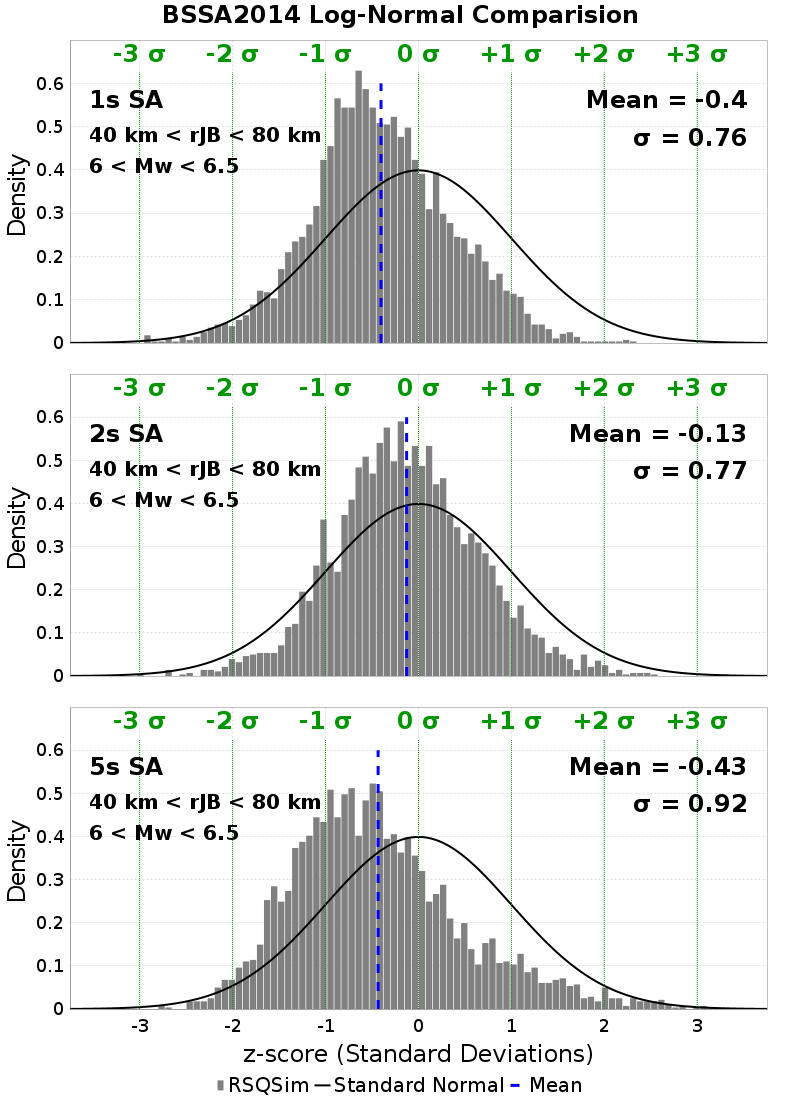 BSSA2014 Log-Normal Comparision
-3 σ -2 σ -1 σ 0 σ +1 σ +2 σ +3 σ
0.6
1s SA Mean = -0.4
0.5
40 km < rJB < 80 km σ = 0.76
6 < Mw < 6.5
0.4
0.3
0.2
0.1
0
Density
-3 σ -2 σ -1 σ 0 σ +1 σ +2 σ +3 σ
0.6
2s SA Mean = -0.13
0.5
40 km < rJB < 80 km σ = 0.77
6 < Mw < 6.5
0.4
0.3
0.2
0.1
0
Density
-3 σ -2 σ -1 σ 0 σ +1 σ +2 σ +3 σ
0.6
5s SA Mean = -0.43
0.5
40 km < rJB < 80 km σ = 0.92
6 < Mw < 6.5
0.4
0.3
0.2
0.1
0
Density
-3 -2 -1 0 1 2 3
z-score (Standard Deviations)
RSQSim Standard Normal Mean